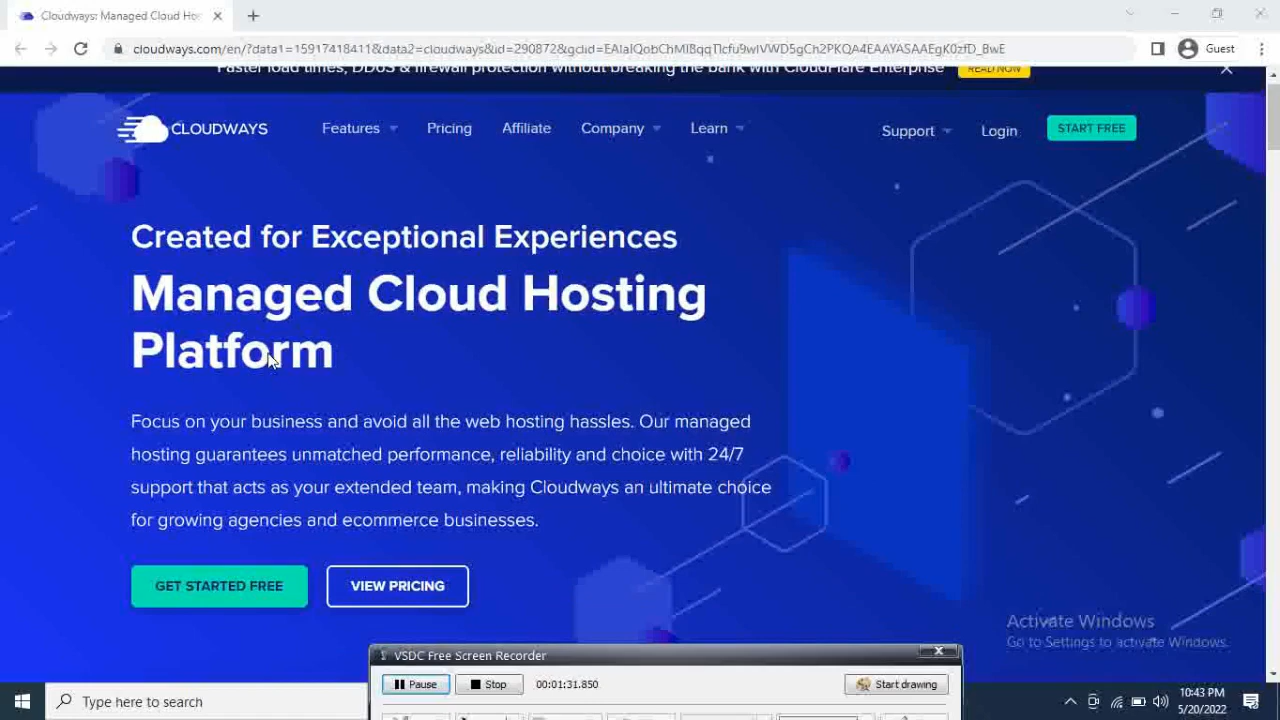 Cloudways: Managed Cloud Hos
cloudways.com/en/?data1=15917418411&data2=cloudways&id=290872&gclid=
Guest
Faster runtimes, DDoS & firewall protection without breaking the bank with CloudFlare Enterprise
READ NOW
CLOUDWAYS
Features
Pricing
Affiliate
Company
Learn
Support
Login
START FREE
Created for Exceptional Experiences
Managed Cloud Hosting
Platform
Focus on your business and avoid all the web hosting hassles. Our managed
hosting guarantees unmatched performance, reliability and choice with 24/7
support that acts as your extended team, making Cloudways an ultimate choice
for growing agencies and ecommerce businesses.
GET STARTED FREE
VIEW PRICING
Activate Windows
Go to Settings to activate Windows.
VSDC Free Screen Recorder
Pause
Stop
00:01:31.850
Start drawing
Type here to search
10:43 PM
5/20/2022